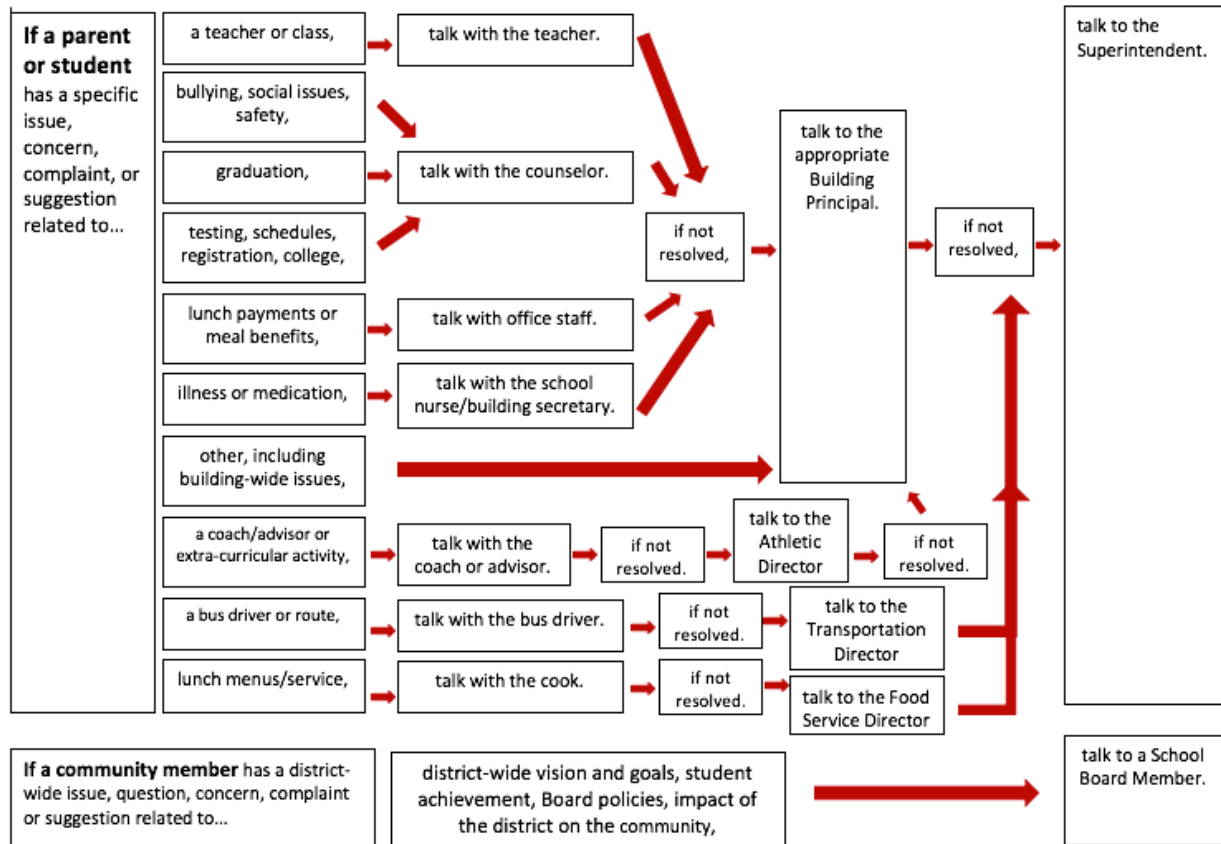 If a parent
or student
has a specific
issue,
concern,
complaint, or
suggestion
related to...
a teacher or class,
talk with the teacher.
bullying, social issues,
safety,
graduation,
talk with the counselor.
testing, schedules,
registration, college,
if not
resolved,
talk to the
appropriate
Building
Principal.
if not
resolved,
talk to the
Superintendent.
lunch payments or
meal benefits,
talk with office staff.
illness or medication,
talk with the school
nurse/building secretary.
other, including
building-wide issues,
a coach/advisor or
extra-curricular activity,
talk with the
coach or advisor.
if not
resolved.
talk to the
Athletic
Director
if not
resolved.
a bus driver or route,
talk with the bus driver.
if not
resolved.
talk to the
Transportation
Director
lunch menus/service,
talk with the cook.
if not
resolved.
talk to the Food
Service Director
If a community member has a district-
wide issue, question, concern, complaint
or suggestion related to...
district-wide vision and goals, student
achievement, Board policies, impact of
the district on the community,
talk to a School
Board Member.